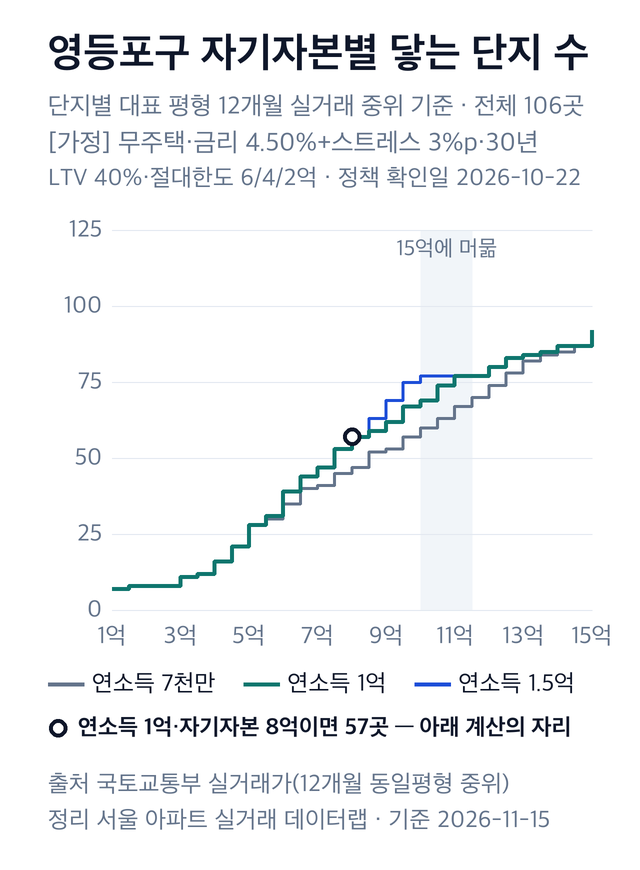 영등포구 자기자본별 닿는 단지 수
단지별 대표 평형 12개월 실거래 중위 기준 · 전체 106곳
[가정] 무주택·금리 4.50%+스트레스 3%p·30년
LTV 40%·절대한도 6/4/2억 · 정책 확인일 2026-10-22
125
15억에 머묾
100
75
50
25
0
1억 3억 5억 7억 9억 11억 13억 15억
연소득 7천만 연소득 1억 연소득 1.5억
연소득 1억·자기자본 8억이면 57곳 — 아래 계산의 자리
출처 국토교통부 실거래가(12개월 동일평형 중위)
정리 서울 아파트 실거래 데이터랩 · 기준 2026-11-15